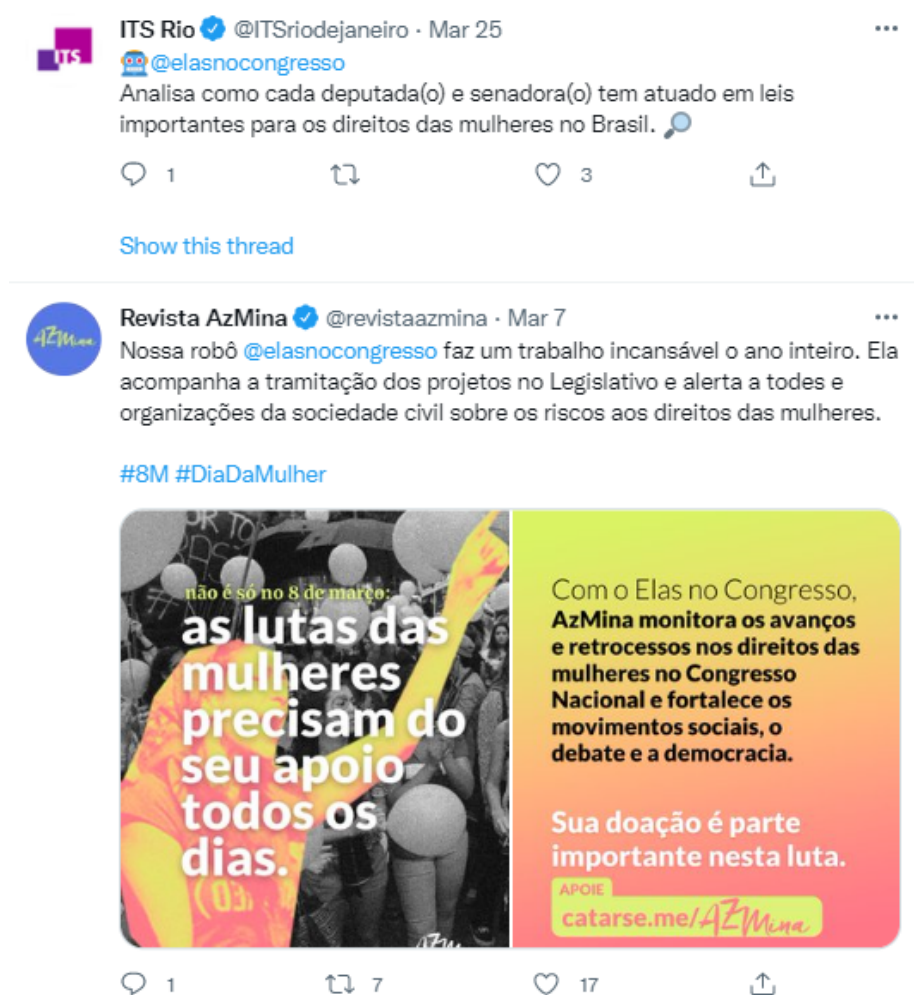 ITS
ITS Rio @ITSriodejaneiro · Mar 25
@elasnocongresso
Analisa como cada deputada(o) e senadora(o) tem atuado em leis
importantes para os direitos das mulheres no Brasil.
1 3
Show this thread
AZMina
Revista AzMina @revistaazmina · Mar 7
Nossa robô @elasnocongresso faz um trabalho incansável o ano inteiro. Ela
acompanha a tramitação dos projetos no Legislativo e alerta a todes e
organizações da sociedade civil sobre os riscos aos direitos das mulheres.
#8M #DiaDaMulher
não é só no 8 de março:
as lutas das
mulheres
precisam do
seu apoio
todos os
dias.
Com o Elas no Congresso,
AzMina monitora os avanços
e retrocessos nos direitos das
mulheres no Congresso
Nacional e fortalece os
movimentos sociais, o
debate e a democracia.
Sua doação é parte
importante nesta luta.
APOIE
catarse.me/AZMina
1 7 17